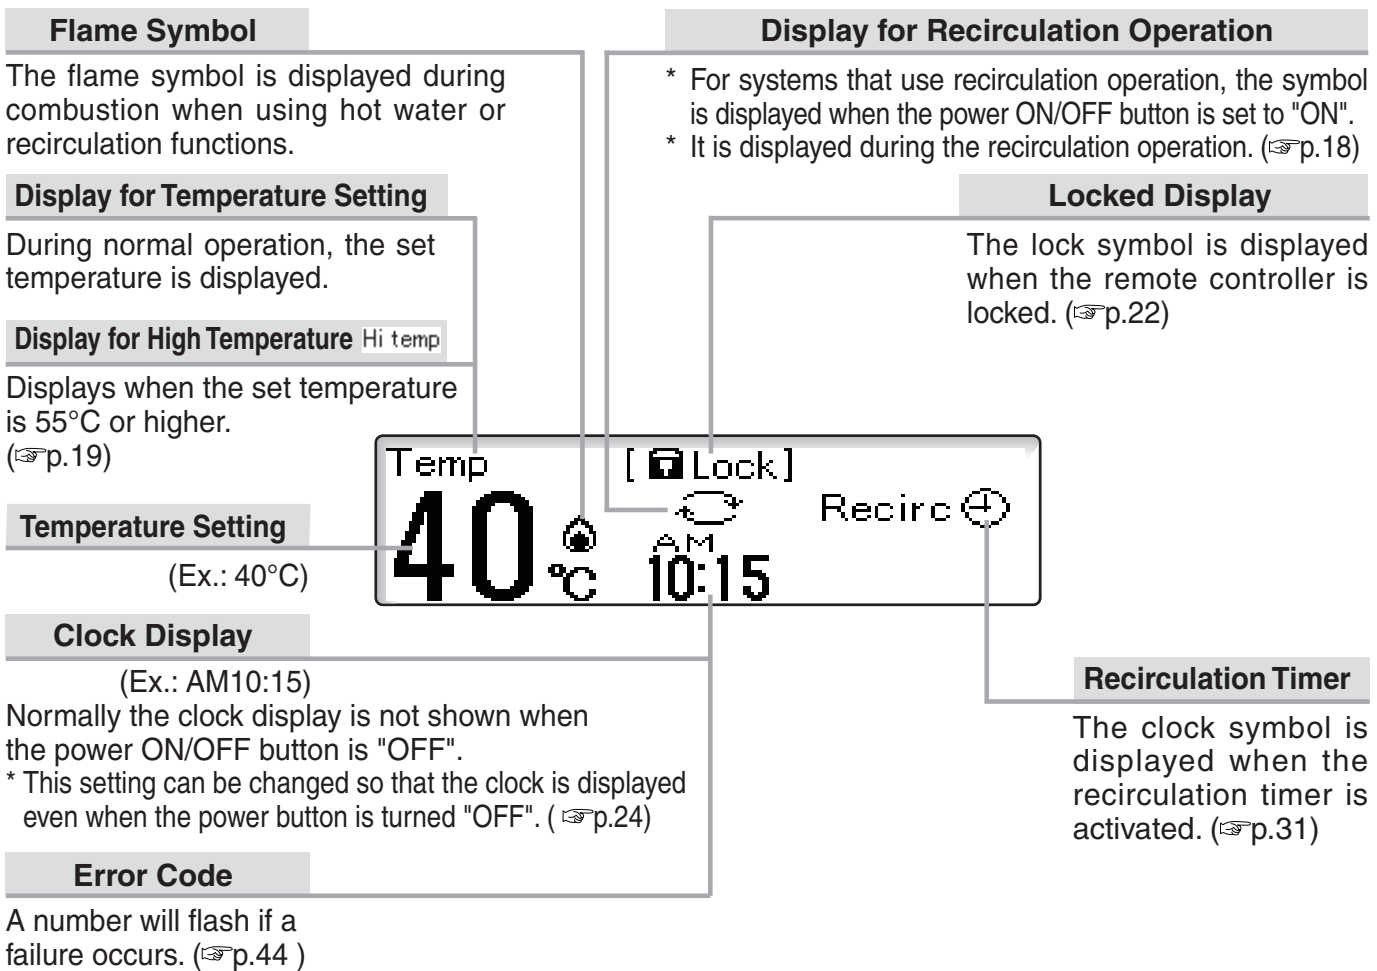 Flame Symbol
The flame symbol is displayed during
combustion when using hot water or
recirculation functions.
Display for Temperature Setting
During normal operation, the set
temperature is displayed.
Display for High Temperature Hi temp
Displays when the set temperature
is 55°C or higher.
(☞p.19)
Temperature Setting
(Ex.: 40°C)
Clock Display
(Ex.: AM10:15)
Normally the clock display is not shown when
the power ON/OFF button is "OFF".
* This setting can be changed so that the clock is displayed
even when the power button is turned "OFF". ( ☞p.24)
Error Code
A number will flash if a
failure occurs. (☞p.44 )
Display for Recirculation Operation
* For systems that use recirculation operation, the symbol
is displayed when the power ON/OFF button is set to "ON".
* It is displayed during the recirculation operation. (☞p.18)
Locked Display
The lock symbol is displayed
when the remote controller is
locked. (☞p.22)
Temp [ Lock]
Recirc
40 °C
AM
10:15
Recirculation Timer
The clock symbol is
displayed when the
recirculation timer is
activated. (☞p.31)